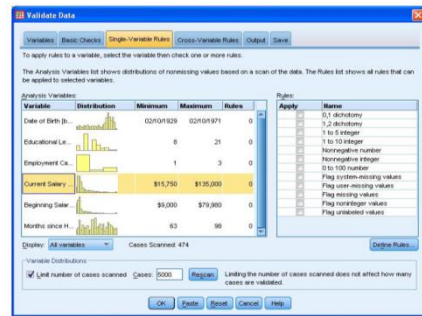 Validate Data
Variables Basic Checks Single-Variable Rules Cross-Variable Rules Output Save
To apply rules to a variable, select the variable then check one or more rules.
The Analysis Variables list shows distributions of nonmissing values based on a scan of the data. The Rules list shows all rules that can
be applied to selected variables.
Analysis Variables: Rules:
Variable Distribution Minimum Maximum Rules Apply Name
Date of Birth [b... 02/10/1929 02/10/1971 0
Educational Le... 8 21 0
Employment Ca... 1 3 0
Current Salary ... $15,750 $135,000 0
Beginning Salar... $9,000 $79,980 0
Months since H... 63 98 0
0,1 dichotomy
1,2 dichotomy
1 to 5 integer
1 to 10 integer
Nonnegative number
Nonnegative integer
0 to 100 number
Flag system-missing values
Flag user-missing values
Flag missing values
Flag noninteger values
Flag unlabeled values
Display: All variables Cases Scanned: 474 Define Rules...
Variable Distributions
Limit number of cases scanned Cases: 5000 Rescan Limiting the number of cases scanned does not affect how many
cases are validated.
OK Paste Reset Cancel Help